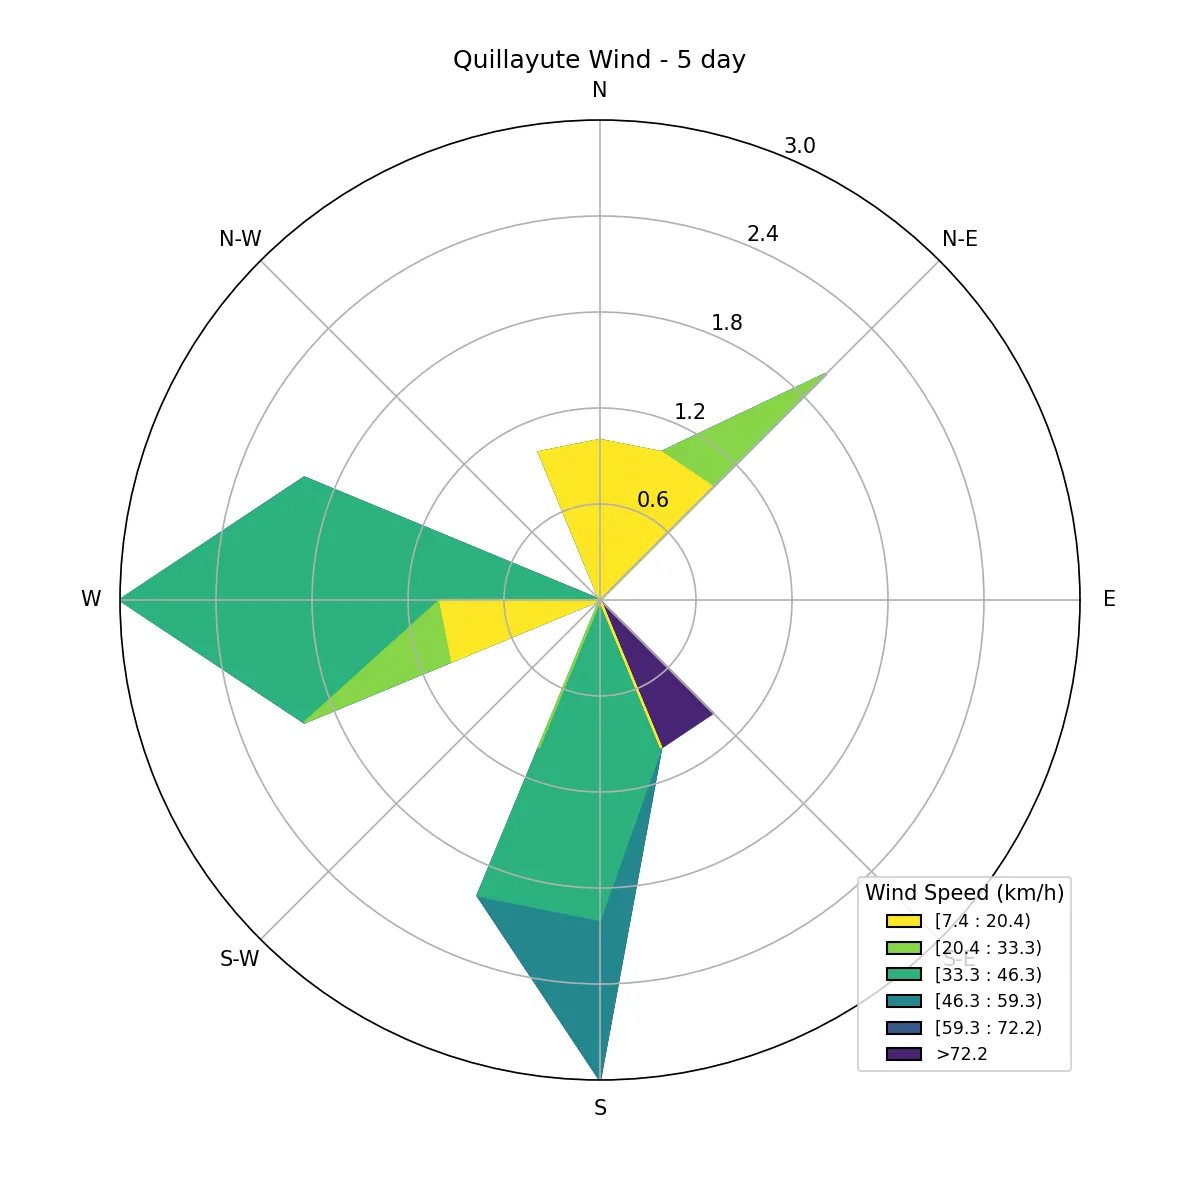 Quillayute Wind - 5 day
N
3.0
2.4
N-W
N-E
1.8
1.2
0.6
W
E
S-W
S-E
Wind Speed (km/h)
[7.4 : 20.4)
[20.4 : 33.3)
[33.3 : 46.3)
[46.3 : 59.3)
[59.3 : 72.2)
>72.2
S